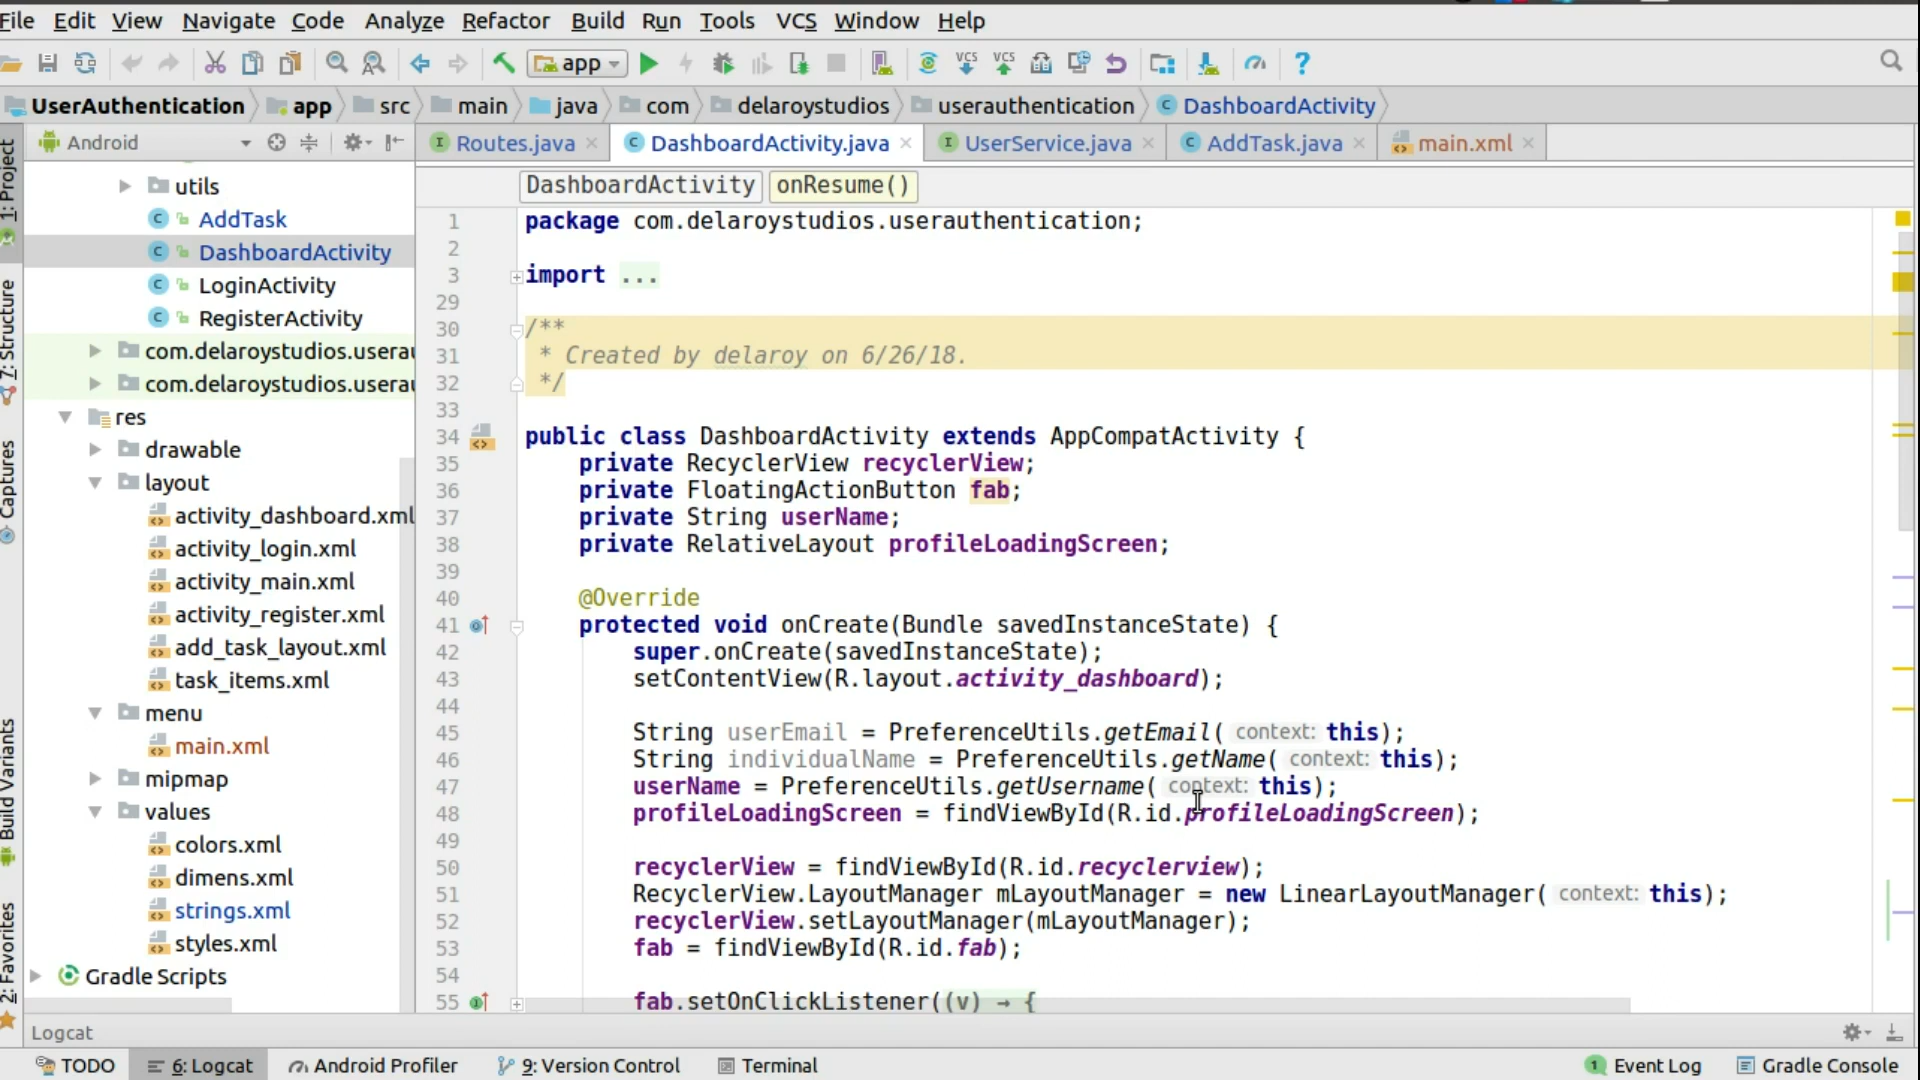 File Edit View Navigate Code Analyze Refactor Build Run Tools VCS Window Help
app VCS VCS ?
UserAuthentication app src main java com delaroystudios userauthentication DashboardActivity
Android
Routes.java DashboardActivity.java UserService.java AddTask.java main.xml
DashboardActivity onResume()
1: Project
7: Structure
Captures
Build Variants
2: Favorites
utils
AddTask
DashboardActivity
LoginActivity
RegisterActivity
com.delaroystudios.userau
com.delaroystudios.userau
res
drawable
layout
activity_dashboard.xml
activity_login.xml
activity_main.xml
activity_register.xml
add_task_layout.xml
task_items.xml
menu
main.xml
mipmap
values
colors.xml
dimens.xml
strings.xml
styles.xml
Gradle Scripts
1 package com.delaroystudios.userauthentication;
2
3 import ...
29
30 /**
31 * Created by delaroy on 6/26/18.
32 */
33
34 public class DashboardActivity extends AppCompatActivity {
35 private RecyclerView recyclerView;
36 private FloatingActionButton fab;
37 private String userName;
38 private RelativeLayout profileLoadingScreen;
39
40 @Override
41 protected void onCreate(Bundle savedInstanceState) {
42 super.onCreate(savedInstanceState);
43 setContentView(R.layout.activity_dashboard);
44
45 String userEmail = PreferenceUtils.getEmail( context: this);
46 String individualName = PreferenceUtils.getName( context: this);
47 userName = PreferenceUtils.getUsername( context: this);
48 profileLoadingScreen = findViewById(R.id.profileLoadingScreen);
49
50 recyclerView = findViewById(R.id.recyclerview);
51 RecyclerView.LayoutManager mLayoutManager = new LinearLayoutManager( context: this);
52 recyclerView.setLayoutManager(mLayoutManager);
53 fab = findViewById(R.id.fab);
54
55 fab.setOnClickListener((v) → {
Logcat
TODO 6: Logcat Android Profiler 9: Version Control Terminal 1 Event Log Gradle Console